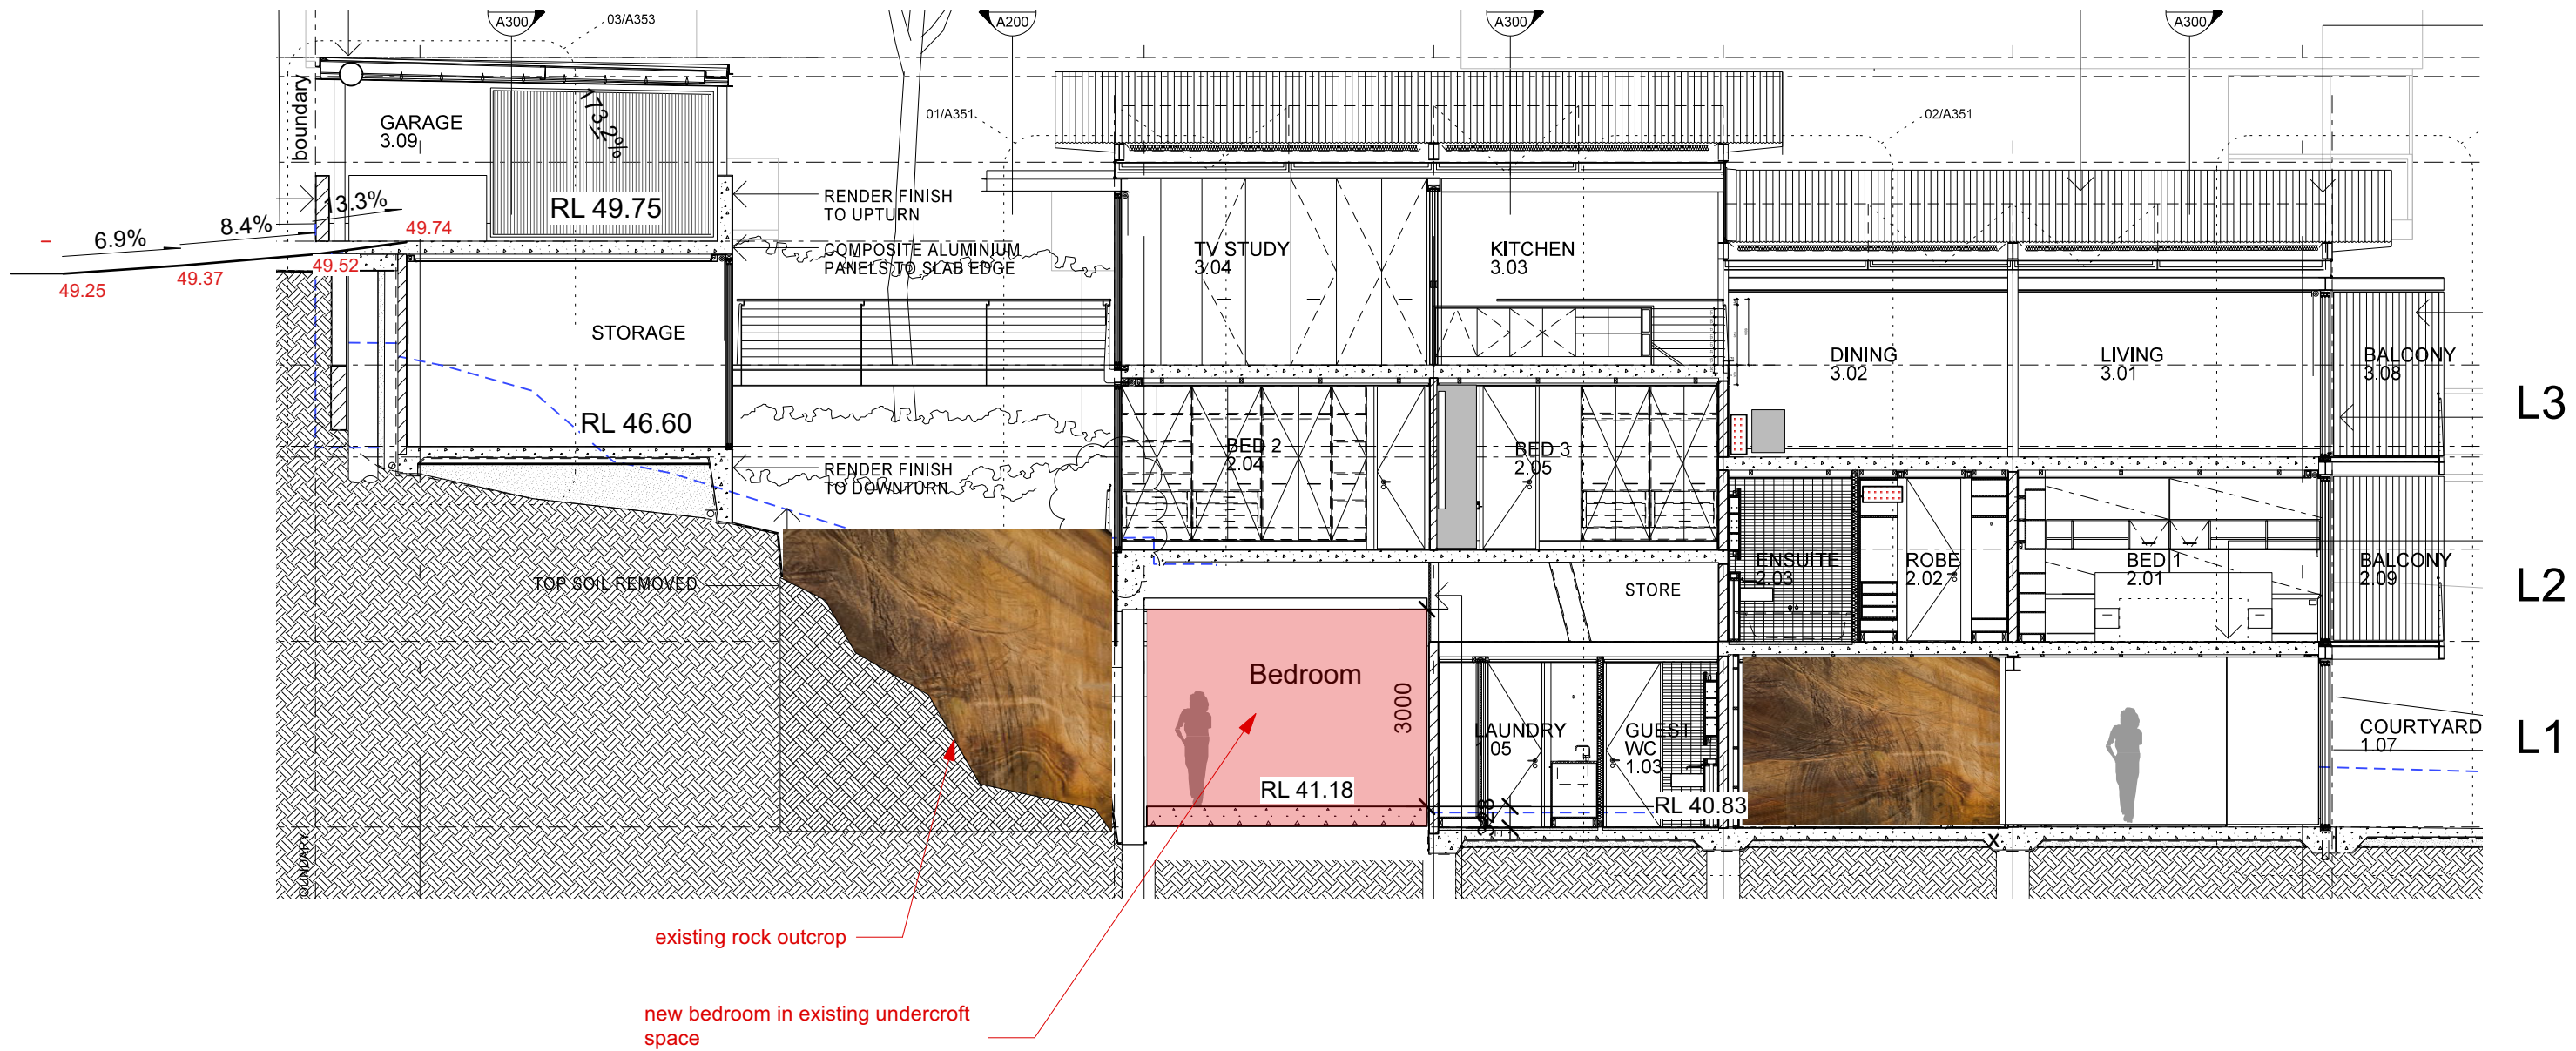 A300
03/A353
A200
A300
A300
boundary
GARAGE
3.09
173.2%
01/A351
02/A351
RL 49.75
RENDER FINISH
TO UPTURN
6.9%
8.4%
13.3%
49.74
49.25
49.37
49.52
COMPOSITE ALUMINIUM
PANELS TO SLAB EDGE
TV STUDY
3.04
KITCHEN
3.03
STORAGE
DINING
3.02
LIVING
3.01
BALCONY
3.08
L3
RL 46.60
RENDER FINISH
TO DOWNTURN
BED 2
2.04
BED 3
2.05
TOP SOIL REMOVED
STORE
ENSUITE
2.03
ROBE
2.02
BED 1
2.01
BALCONY
2.09
L2
Bedroom
3000
LAUNDRY
1.05
GUEST
WC
1.03
COURTYARD
1.07
L1
RL 41.18
RL 40.83
X
OUNDARY
existing rock outcrop
new bedroom in existing undercroft
space